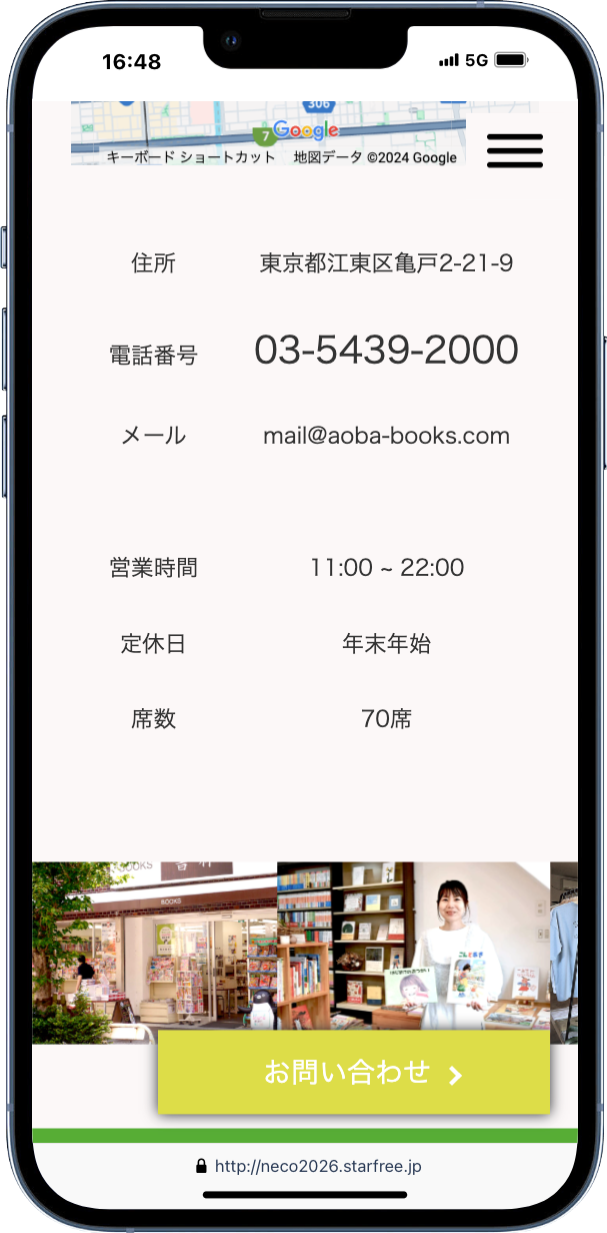 16:48
5G
306
7
Google
キーボード ショートカット 地図データ ©2024 Google
住所 東京都江東区亀戸2-21-9
電話番号 03-5439-2000
メール mail@aoba-books.com
営業時間 11:00 ~ 22:00
定休日 年末年始
席数 70席
BOOKS
BOOKS
お問い合わせ
http://neco2026.starfree.jp